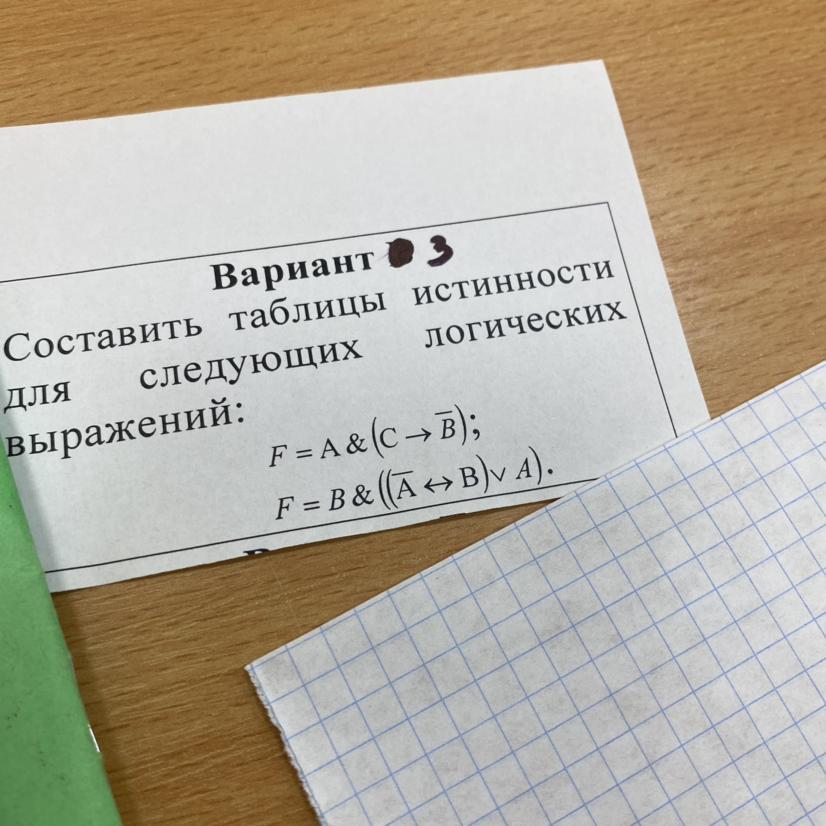 Вариант 3
Составить таблицы истинности
для следующих логических
выражений:
F = A & (C → B̅);
F = B & ((A̅ ↔ B) ∨ A).